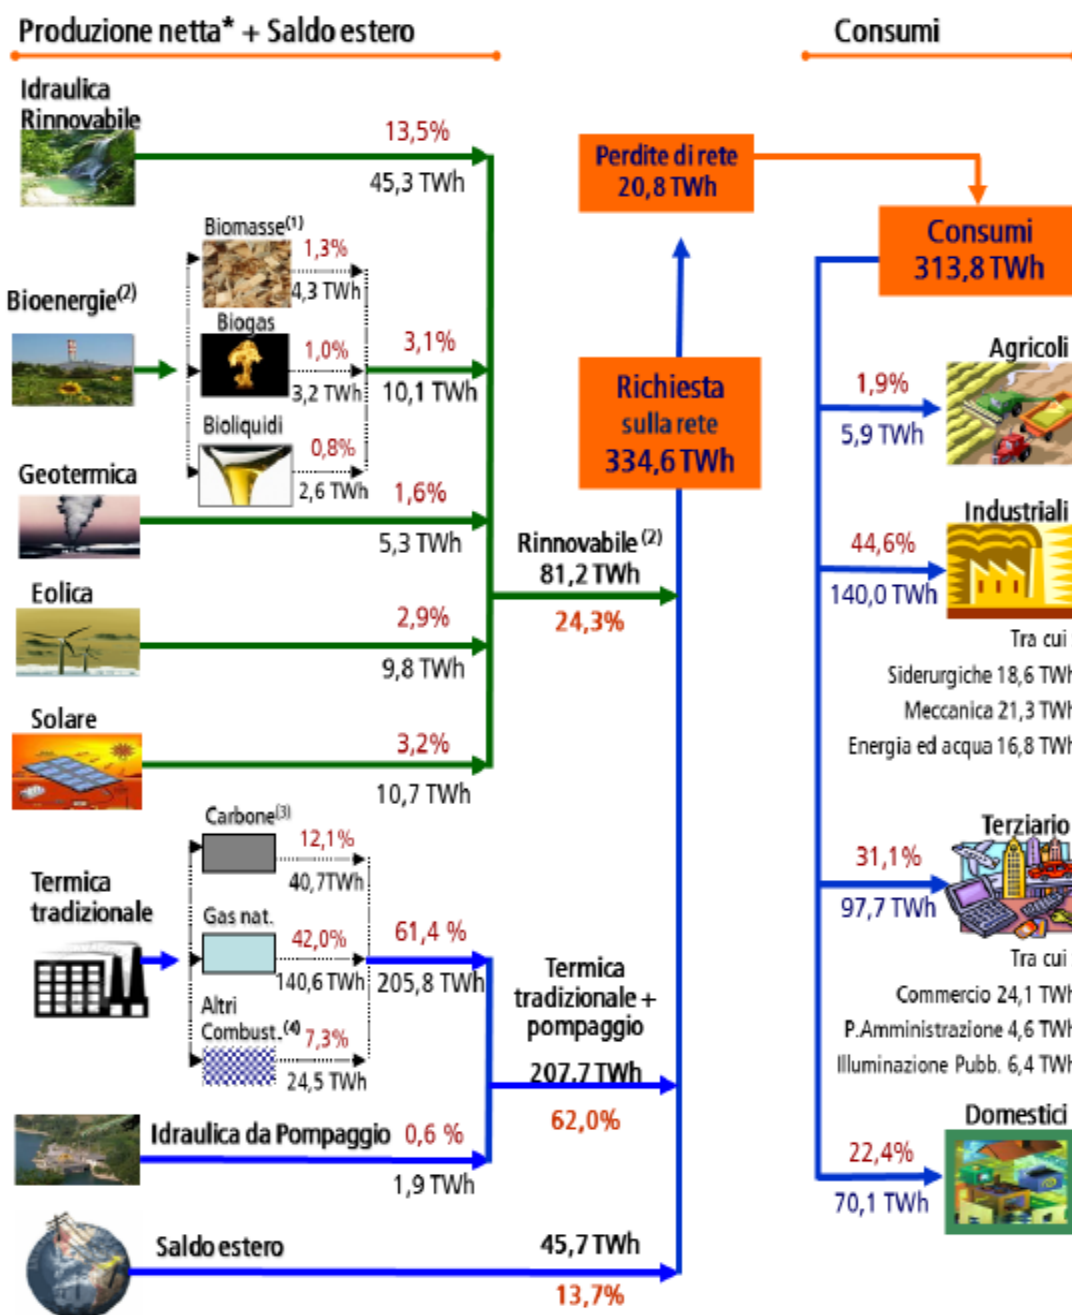 Produzione netta* + Saldo estero
Consumi
Idraulica
Rinnovabile
13,5%
45,3 TWh
Perdite di rete
20,8 TWh
Consumi
313,8 TWh
Biomasse(1)
1,3%
4,3 TWh
Bioenergie(2)
Biogas
1,0%
3,2 TWh
3,1%
10,1 TWh
Bioliquidi
0,8%
2,6 TWh
Richiesta
sulla rete
334,6 TWh
Agricoli
1,9%
5,9 TWh
Geotermica
1,6%
5,3 TWh
Industriali
44,6%
140,0 TWh
Rinnovabile (2)
81,2 TWh
24,3%
Eolica
2,9%
9,8 TWh
Tra cui :
Siderurgiche 18,6 TWh
Meccanica 21,3 TWh
Energia ed acqua 16,8 TWh
Solare
3,2%
10,7 TWh
Carbone(3)
12,1%
40,7TWh
Termica
tradizionale
Gas nat.
42,0%
140,6 TWh
61,4 %
205,8 TWh
Altri
Combust.(4)
7,3%
24,5 TWh
Terziario
31,1%
97,7 TWh
Termica
tradizionale +
pompaggio
207,7 TWh
62,0%
Tra cui :
Commercio 24,1 TWh
P.Amministrazione 4,6 TWh
Illuminazione Pubb. 6,4 TWh
Idraulica da Pompaggio
0,6 %
1,9 TWh
Domestici
22,4%
70,1 TWh
Saldo estero
45,7 TWh
13,7%